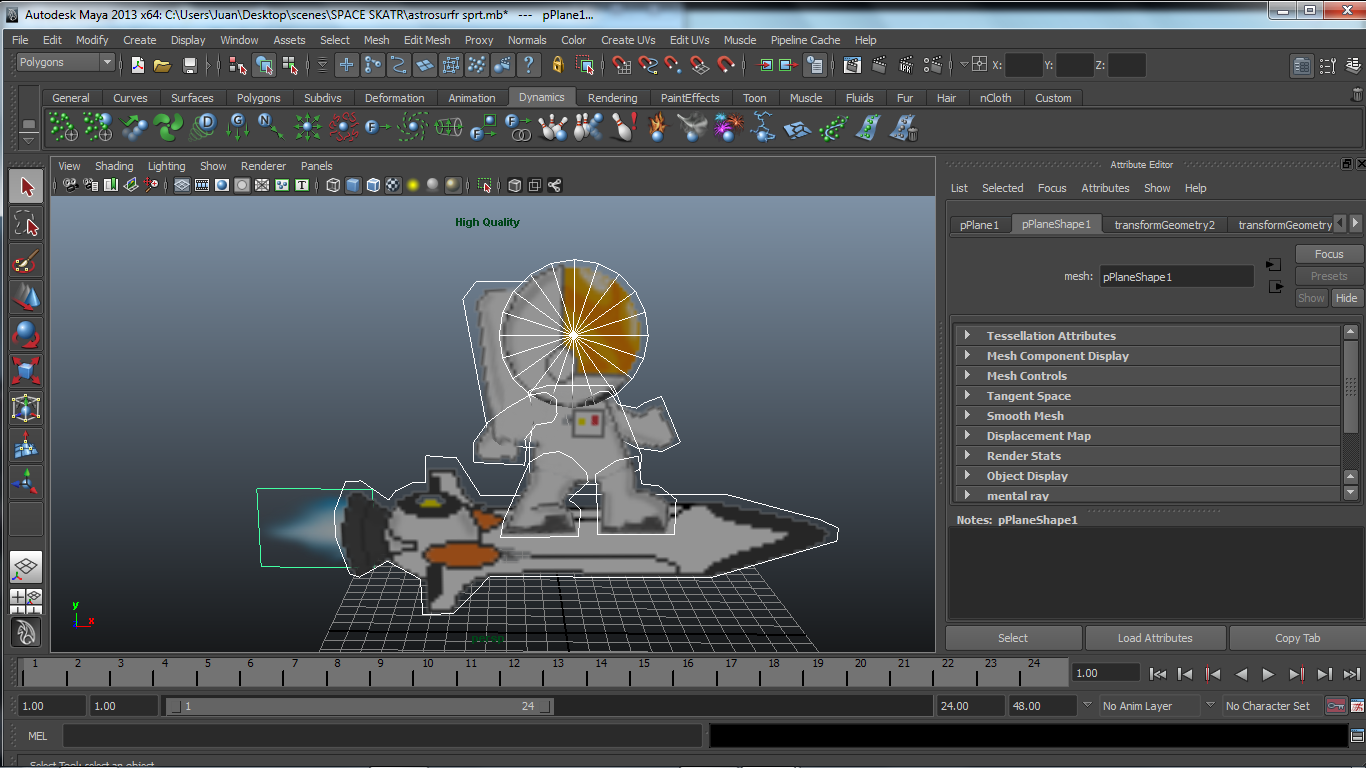 Autodesk Maya 2013 x64: C:\Users\Juan\Desktop\scenes\SPACE SKATR\astrosurfr sprt.mb* --- pPlane1...
File Edit Modify Create Display Window Assets Select Mesh Edit Mesh Proxy Normals Color Create UVs Edit UVs Muscle Pipeline Cache Help
Polygons X: Y: Z:
General Curves Surfaces Polygons Subdivs Deformation Animation Dynamics Rendering PaintEffects Toon Muscle Fluids Fur Hair nCloth Custom
View Shading Lighting Show Renderer Panels
High Quality
persp
y
x
Attribute Editor
List Selected Focus Attributes Show Help
pPlane1 pPlaneShape1 transformGeometry2 transformGeometry
Focus
mesh: pPlaneShape1
Presets
Show Hide
Tessellation Attributes
Mesh Component Display
Mesh Controls
Tangent Space
Smooth Mesh
Displacement Map
Render Stats
Object Display
mental ray
Notes: pPlaneShape1
Select Load Attributes Copy Tab
1 2 3 4 5 6 7 8 9 10 11 12 13 14 15 16 17 18 19 20 21 22 23 24 1.00
1.00 1.00 1 24 24.00 48.00 No Anim Layer No Character Set
MEL
Select Tool: select an object